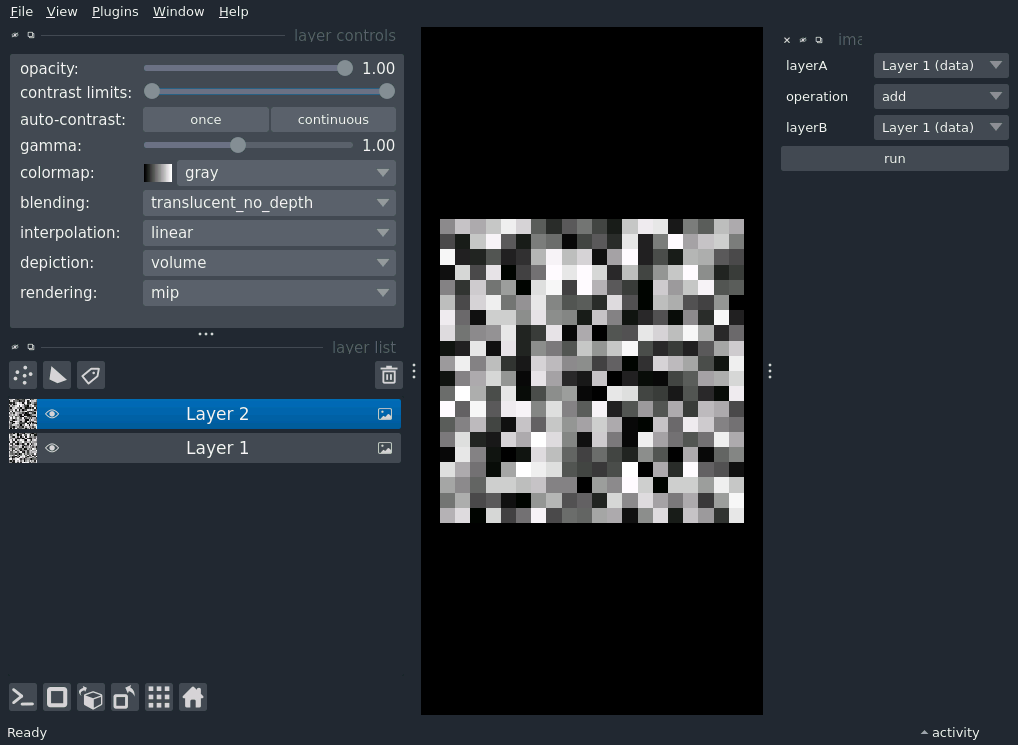 File View Plugins Window Help
layer controls
opacity: 1.00
contrast limits:
auto-contrast: once continuous
gamma: 1.00
colormap: gray
blending: translucent_no_depth
interpolation: linear
depiction: volume
rendering: mip
layer list
Layer 2
Layer 1
ima
layerA Layer 1 (data)
operation add
layerB Layer 1 (data)
run
Ready
activity